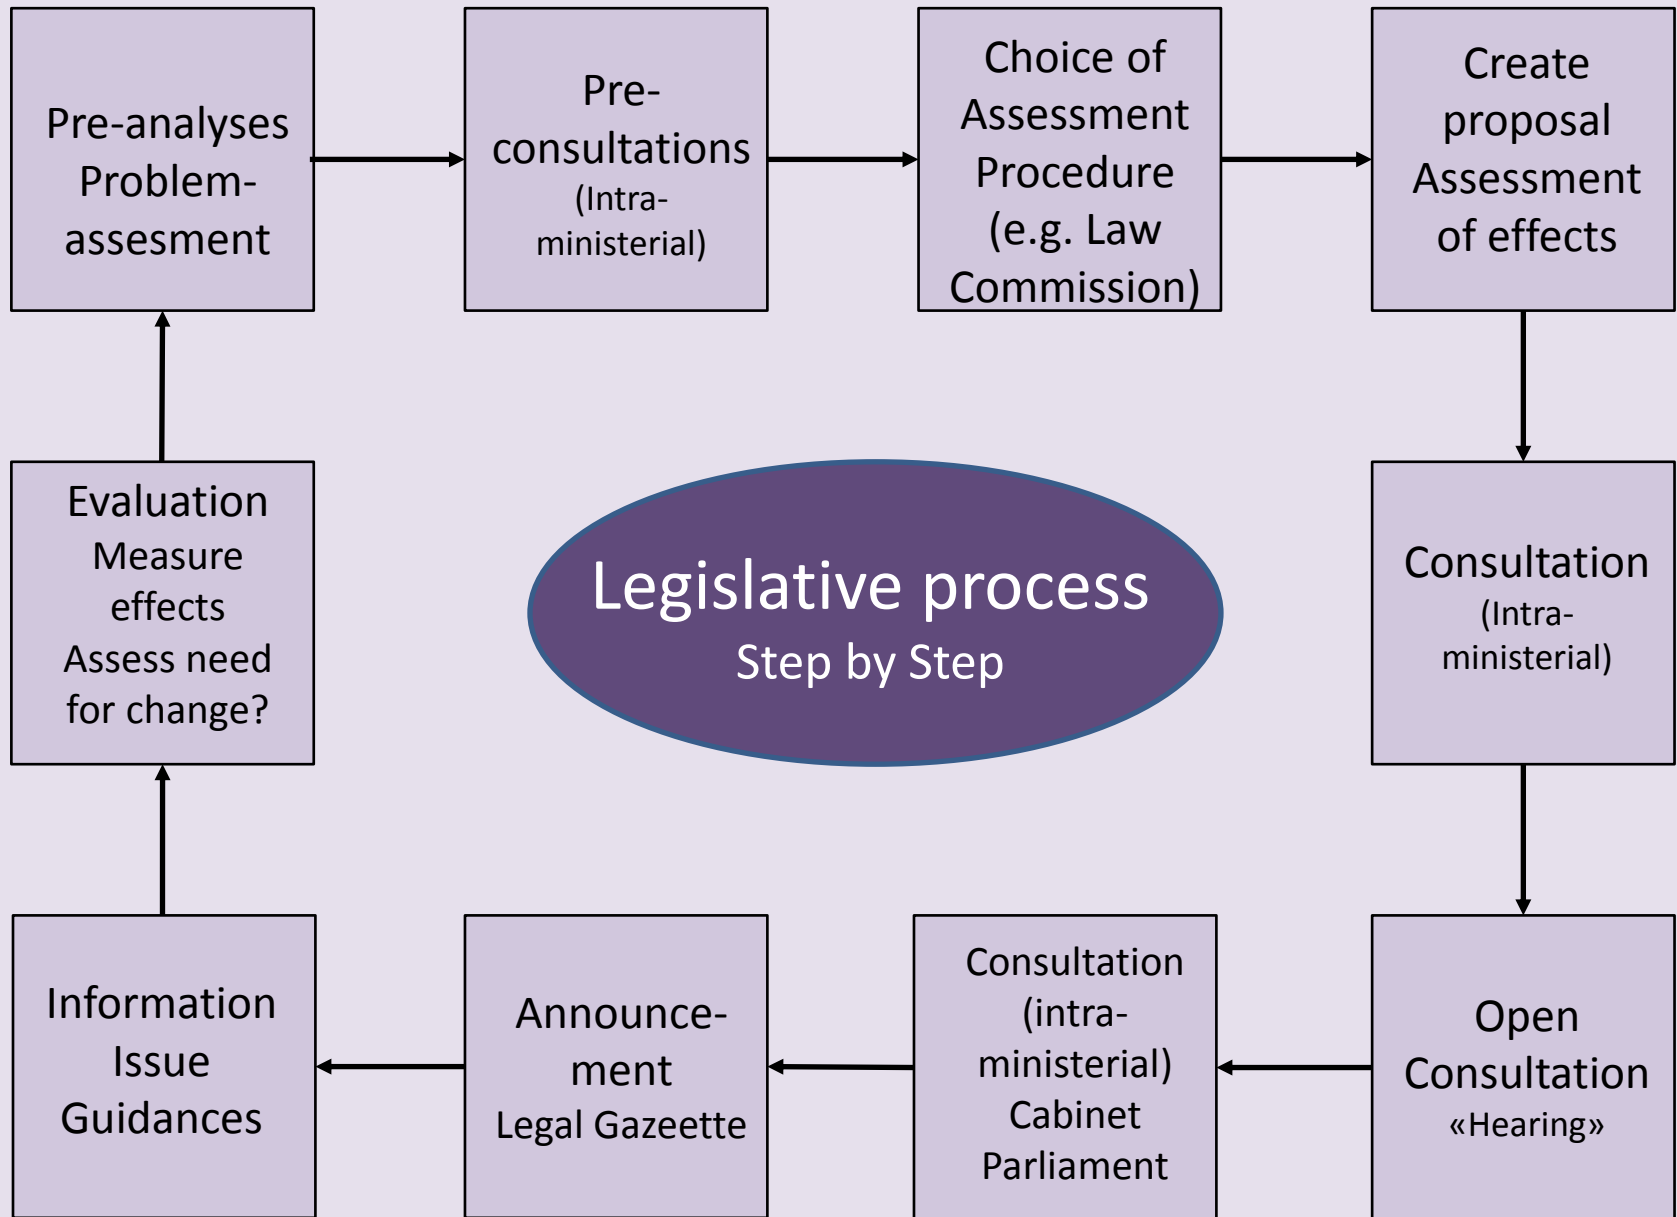 Pre-analyses
Problem-
assesment
Pre-
consultations
(Intra-
ministerial)
Choice of
Assessment
Procedure
(e.g. Law
Commission)
Create
proposal
Assessment
of effects
Evaluation
Measure
effects
Assess need
for change?
Legislative process
Step by Step
Consultation
(Intra-
ministerial)
Information
Issue
Guidances
Announce-
ment
Legal Gazeette
Consultation
(intra-
ministerial)
Cabinet
Parliament
Open
Consultation
«Hearing»